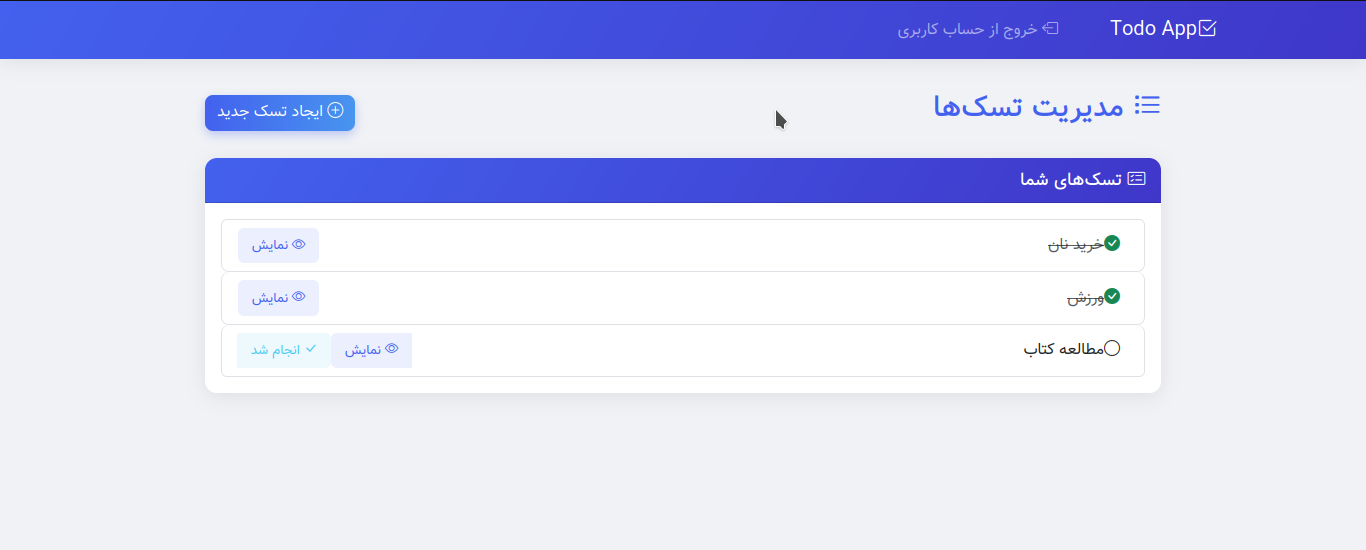 Todo App
خروج از حساب کاربری
مدیریت تسک‌ها
ایجاد تسک جدید
تسک‌های شما
خرید نان
نمایش
ورزش
نمایش
مطالعه کتاب
نمایش
انجام شد